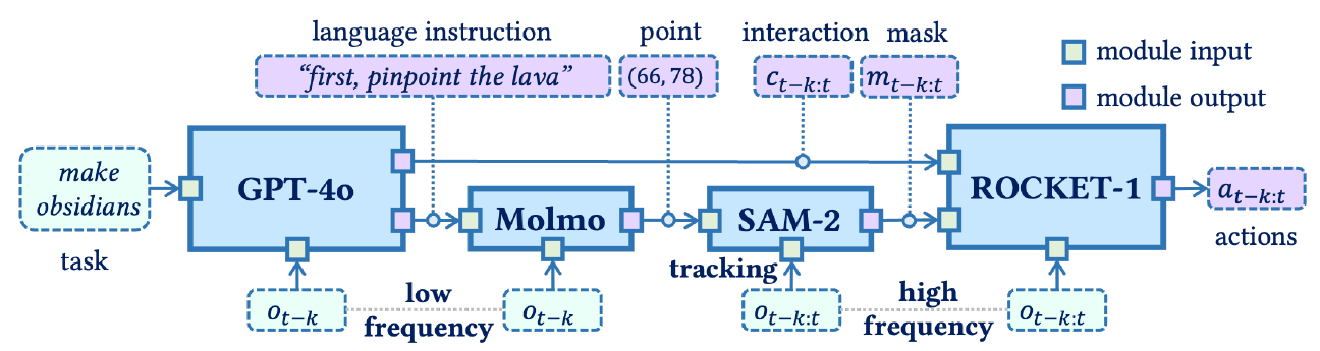 language instruction
point
interaction
mask
module input
module output
“first, pinpoint the lava”
(66,78)
c_{t−k:t}
m_{t−k:t}
make
obsidians
task
GPT-4o
Molmo
SAM-2
tracking
ROCKET-1
a_{t−k:t}
actions
o_{t−k}
low
frequency
o_{t−k}
o_{t−k:t}
high
frequency
o_{t−k:t}